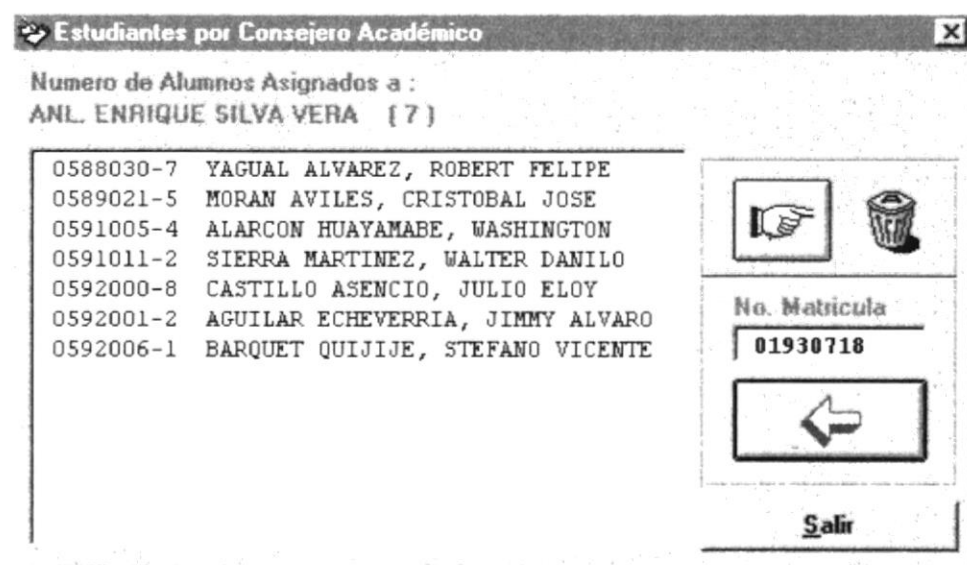 Estudiantes por Consejero Académico
Numero de Alumnos Asignados a :
ANL. ENRIQUE SILVA VERA [ 7 ]
0588030-7 YAGUAL ALVAREZ, ROBERT FELIPE
0589021-5 MORAN AVILES, CRISTOBAL JOSE
0591005-4 ALARCON HUAYAMABE, WASHINGTON
0591011-2 SIERRA MARTINEZ, WALTER DANILO
0592000-8 CASTILLO ASENCIO, JULIO ELOY
0592001-2 AGUILAR ECHEVERRIA, JIMMY ALVARO
0592006-1 BARQUET QUIJIJE, STEFANO VICENTE
No. Matricula
01930718
Salir